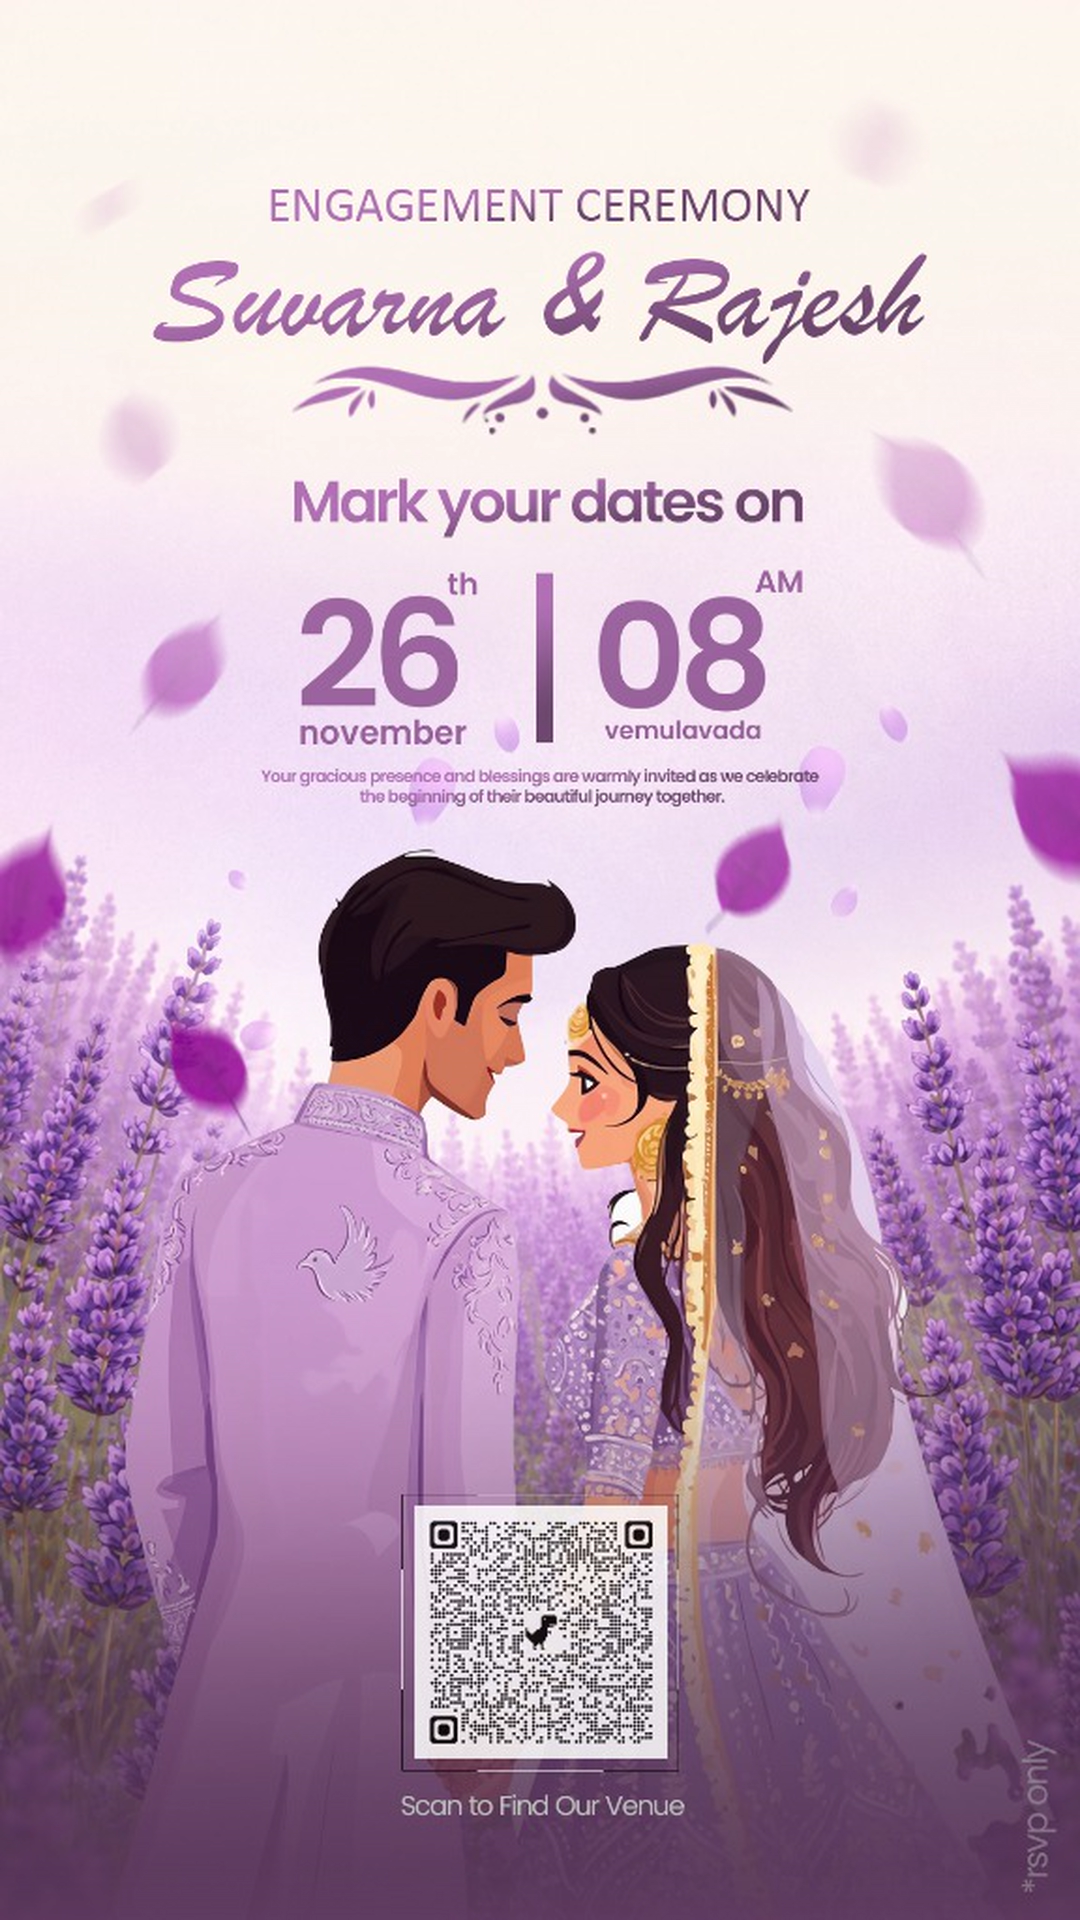 ENGAGEMENT CEREMONY
Suvarna & Rajesh
Mark your dates on
26th
november
08 AM
vemulavada
Your gracious presence and blessings are warmly invited as we celebrate
the beginning of their beautiful journey together.
Scan to Find Our Venue
*rsvp only